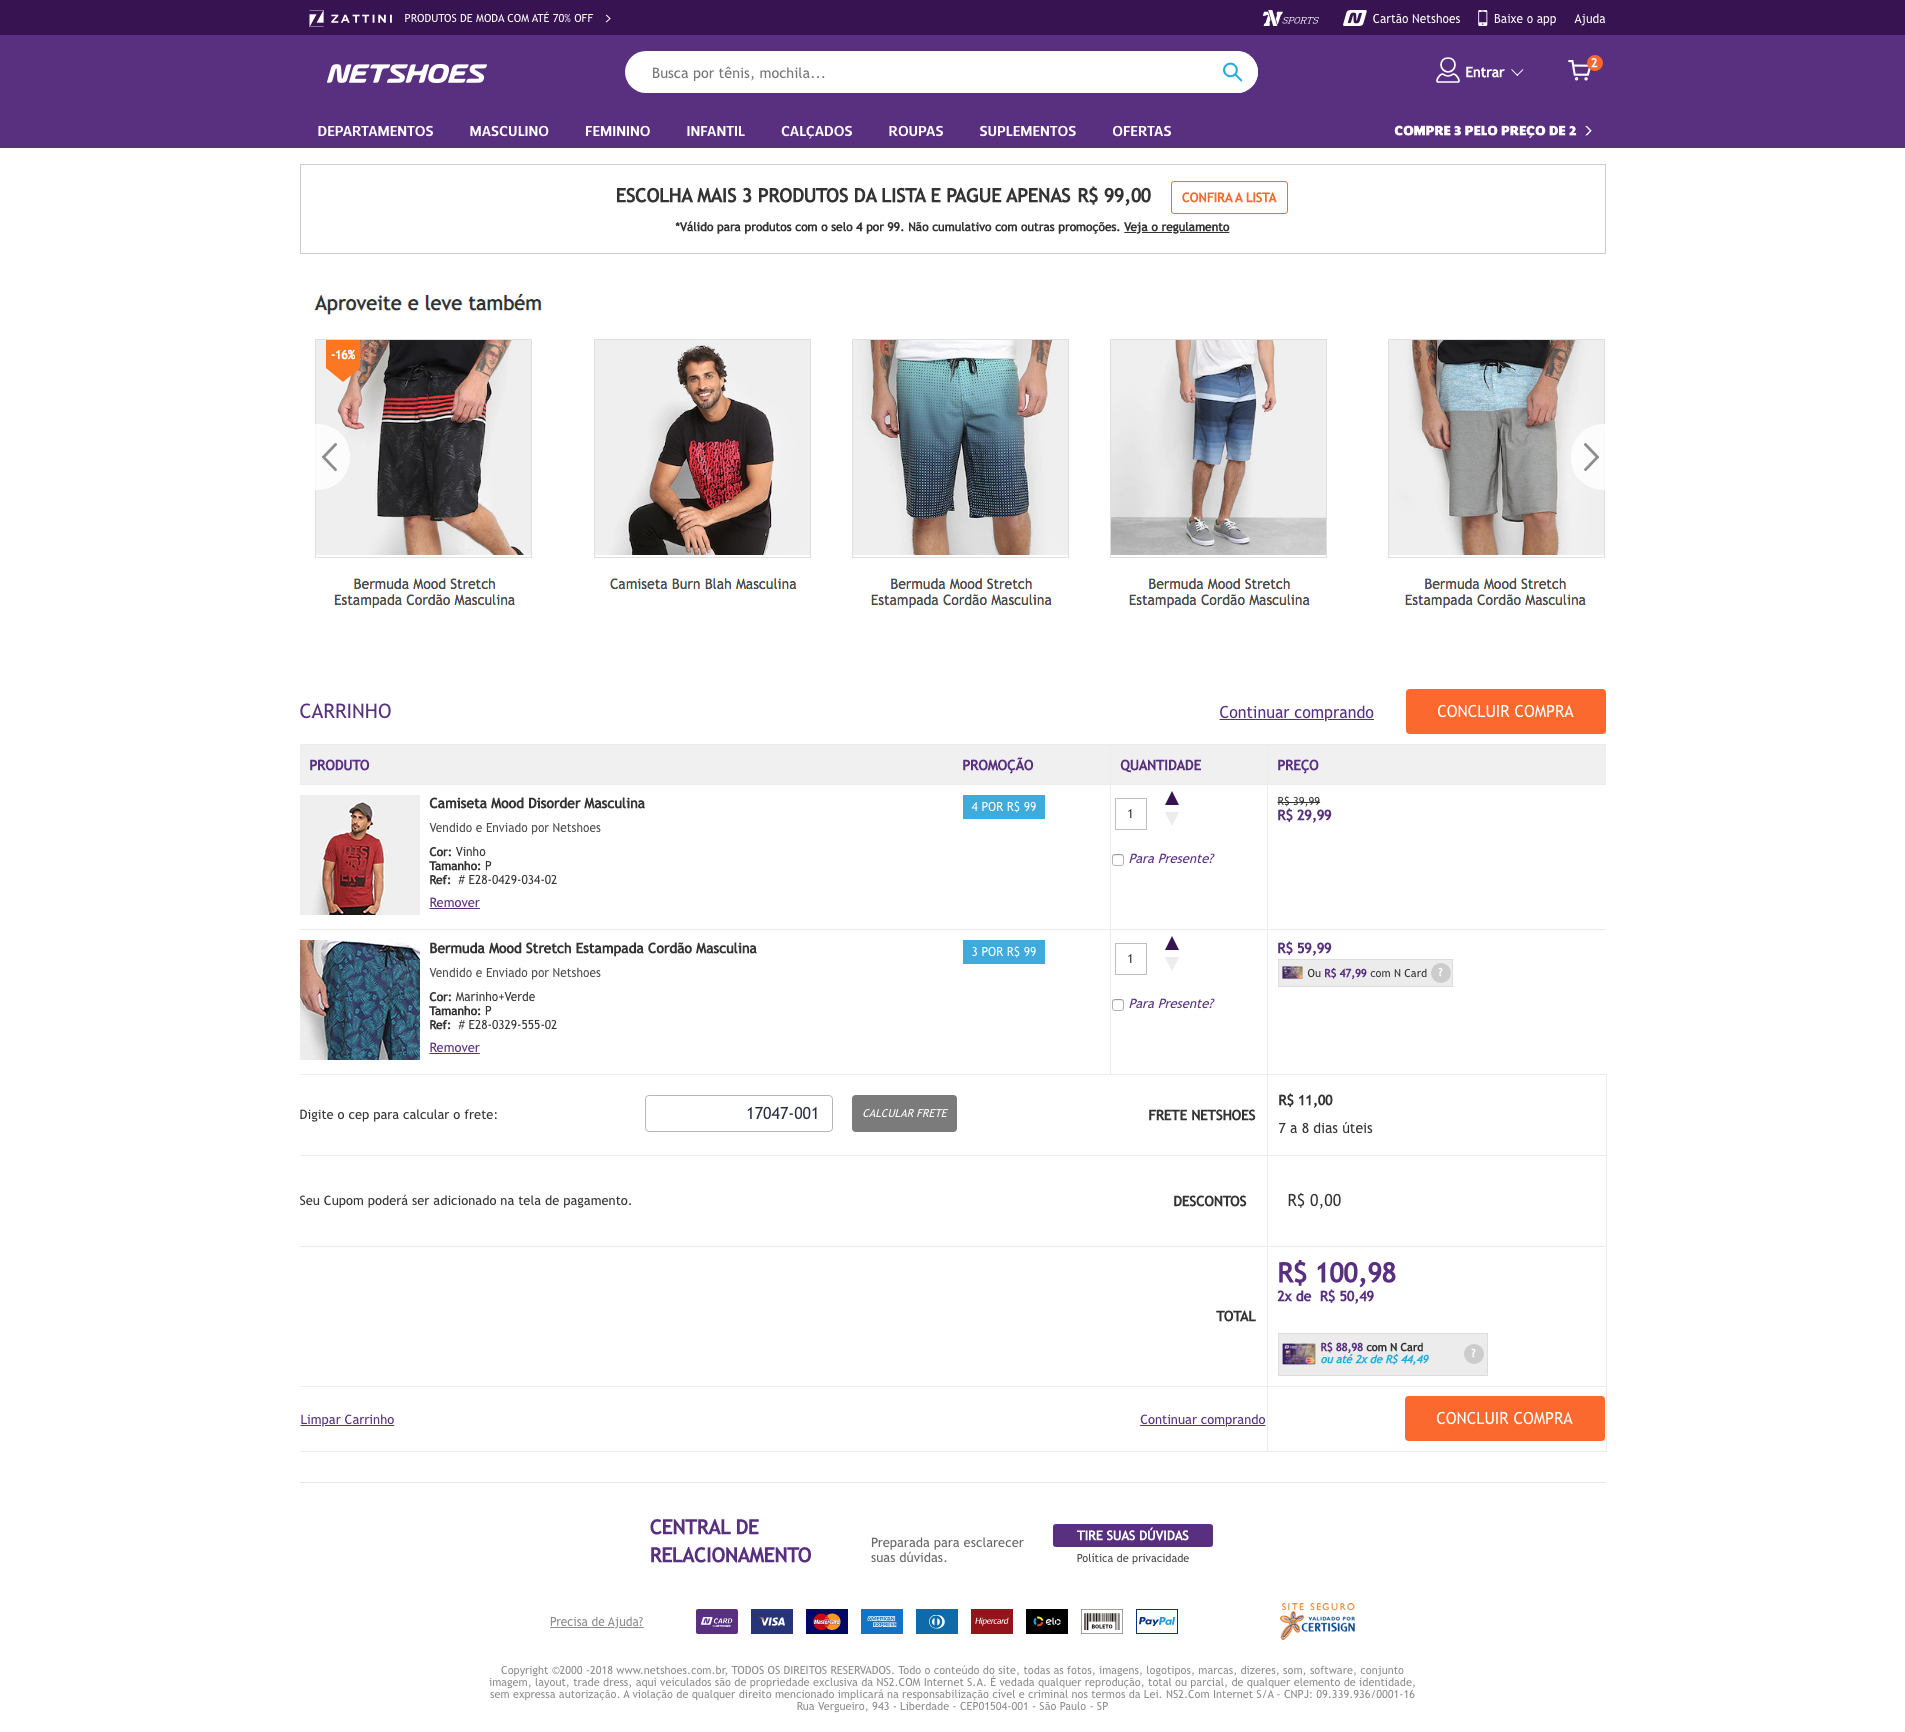 ZATTINI PRODUTOS DE MODA COM ATÉ 70% OFF
N SPORTS Cartão Netshoes Baixe o app Ajuda
NETSHOES
Busca por tênis, mochila...
Entrar
2
DEPARTAMENTOS MASCULINO FEMININO INFANTIL CALÇADOS ROUPAS SUPLEMENTOS OFERTAS
COMPRE 3 PELO PREÇO DE 2
ESCOLHA MAIS 3 PRODUTOS DA LISTA E PAGUE APENAS R$ 99,00 CONFIRA A LISTA
*Válido para produtos com o selo 4 por 99. Não cumulativo com outras promoções. Veja o regulamento
Aproveite e leve também
-16%
Bermuda Mood Stretch
Estampada Cordão Masculina
Camiseta Burn Blah Masculina
Bermuda Mood Stretch
Estampada Cordão Masculina
Bermuda Mood Stretch
Estampada Cordão Masculina
Bermuda Mood Stretch
Estampada Cordão Masculina
CARRINHO
Continuar comprando CONCLUIR COMPRA
PRODUTO PROMOÇÃO QUANTIDADE PREÇO
Camiseta Mood Disorder Masculina
Vendido e Enviado por Netshoes
Cor: Vinho
Tamanho: P
Ref: # E28-0429-034-02
Remover
4 POR R$ 99
1
Para Presente?
R$ 39,99
R$ 29,99
Bermuda Mood Stretch Estampada Cordão Masculina
Vendido e Enviado por Netshoes
Cor: Marinho+Verde
Tamanho: P
Ref: # E28-0329-555-02
Remover
3 POR R$ 99
1
Para Presente?
R$ 59,99
Ou R$ 47,99 com N Card ?
Digite o cep para calcular o frete: 17047-001 CALCULAR FRETE FRETE NETSHOES
R$ 11,00
7 a 8 dias úteis
Seu Cupom poderá ser adicionado na tela de pagamento. DESCONTOS R$ 0,00
TOTAL
R$ 100,98
2x de R$ 50,49
R$ 88,98 com N Card
ou até 2x de R$ 44,49
?
Limpar Carrinho Continuar comprando CONCLUIR COMPRA
CENTRAL DE
RELACIONAMENTO
Preparada para esclarecer
suas dúvidas.
TIRE SUAS DÚVIDAS
Política de privacidade
Precisa de Ajuda?
N CARD VISA MasterCard AMERICAN EXPRESS Hipercard elo BOLETO PayPal
SITE SEGURO
VALIDADO POR
CERTISIGN
Copyright ©2000 -2018 www.netshoes.com.br, TODOS OS DIREITOS RESERVADOS. Todo o conteúdo do site, todas as fotos, imagens, logotipos, marcas, dizeres, som, software, conjunto
imagem, layout, trade dress, aqui veiculados são de propriedade exclusiva da NS2.COM Internet S.A. É vedada qualquer reprodução, total ou parcial, de qualquer elemento de identidade,
sem expressa autorização. A violação de qualquer direito mencionado implicará na responsabilização cível e criminal nos termos da Lei. NS2.Com Internet S/A - CNPJ: 09.339.936/0001-16
Rua Vergueiro, 943 - Liberdade - CEP01504-001 - São Paulo - SP